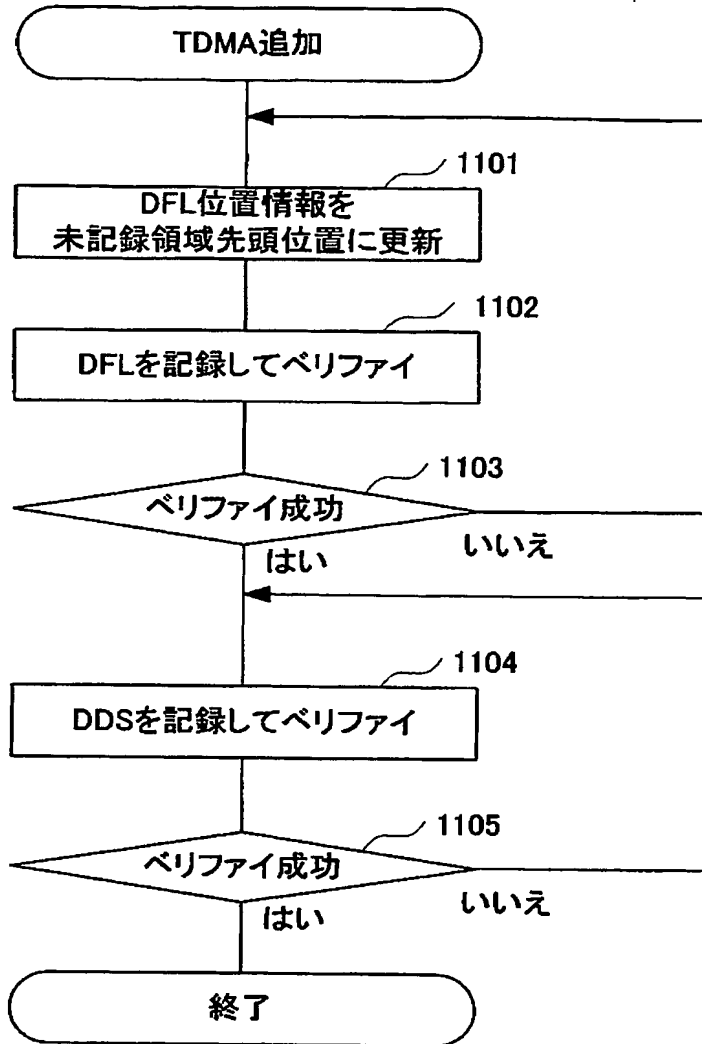 TDMA追加
1101
DFL位置情報を
未記録領域先頭位置に更新
1102
DFLを記録してベリファイ
1103
ベリファイ成功
はい
いいえ
1104
DDSを記録してベリファイ
1105
ベリファイ成功
はい
いいえ
終了